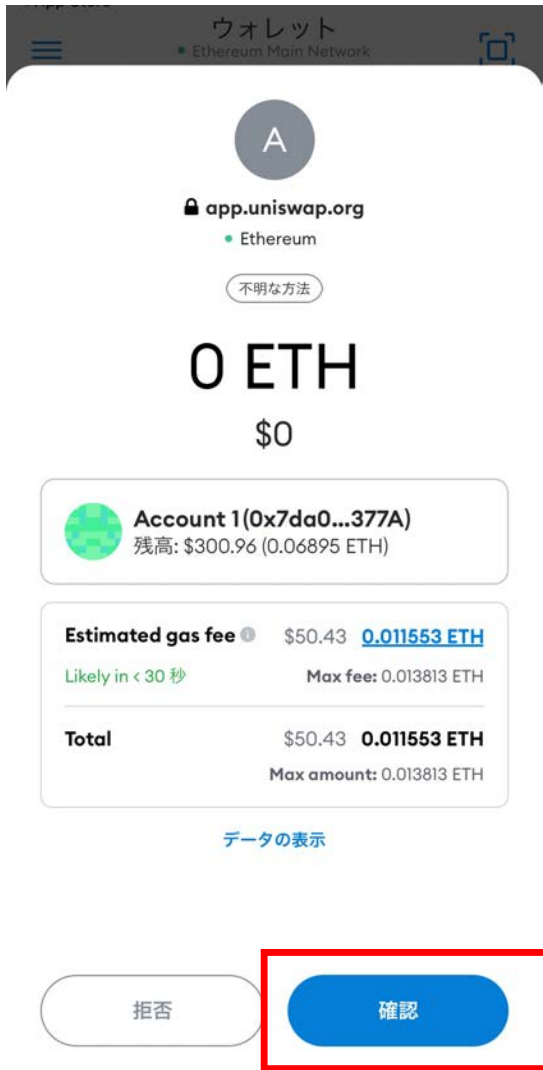 App Store
ウォレット
Ethereum Main Network
A
app.uniswap.org
Ethereum
不明な方法
0 ETH
$0
Account 1(0x7da0...377A)
残高: $300.96 (0.06895 ETH)
Estimated gas fee $50.43 0.011553 ETH
Likely in < 30 秒 Max fee: 0.013813 ETH
Total $50.43 0.011553 ETH
Max amount: 0.013813 ETH
データの表示
拒否 確認